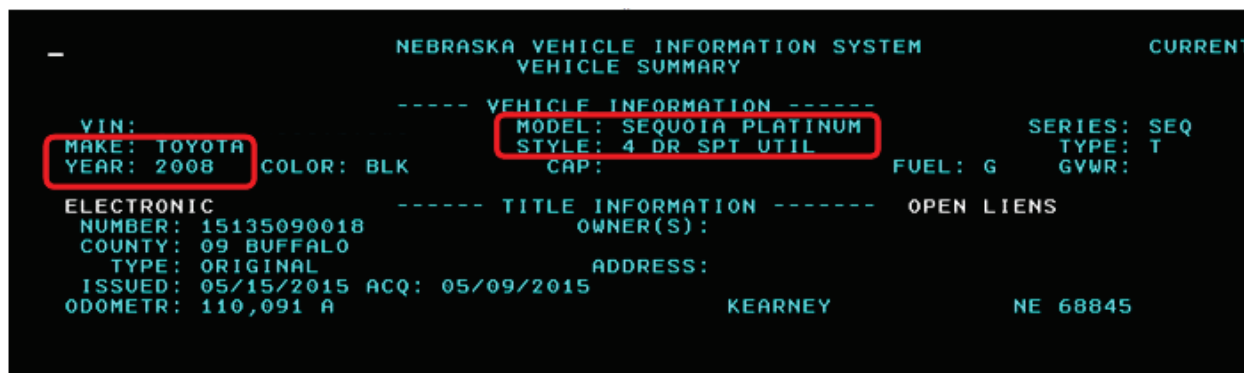 NEBRASKA VEHICLE INFORMATION SYSTEM CURRENT
VEHICLE SUMMARY
----- VEHICLE INFORMATION ------
VIN: MODEL: SEQUOIA PLATINUM SERIES: SEQ
MAKE: TOYOTA STYLE: 4 DR SPT UTIL TYPE: T
YEAR: 2008 COLOR: BLK CAP: FUEL: G GVWR:
ELECTRONIC ------ TITLE INFORMATION ------- OPEN LIENS
NUMBER: 15135090018 OWNER(S):
COUNTY: 09 BUFFALO
TYPE: ORIGINAL ADDRESS:
ISSUED: 05/15/2015 ACQ: 05/09/2015
ODOMETR: 110,091 A KEARNEY NE 68845